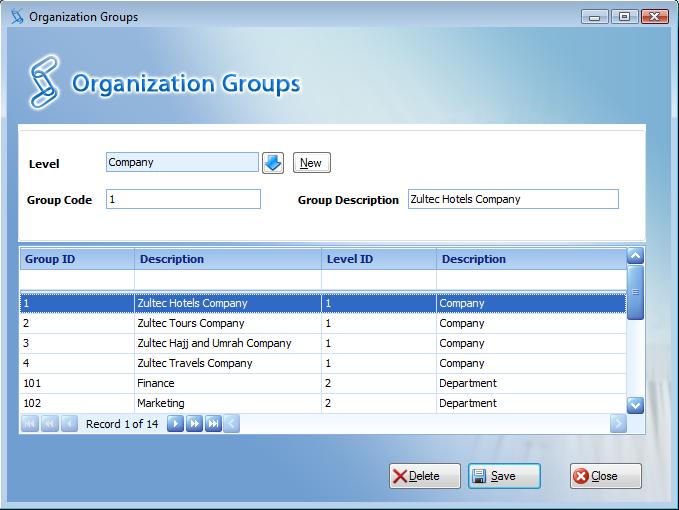 Organization Groups
Organization Groups
Level Company New
Group Code 1 Group Description Zultec Hotels Company
Group ID Description Level ID Description
1 Zultec Hotels Company 1 Company
2 Zultec Tours Company 1 Company
3 Zultec Hajj and Umrah Company 1 Company
4 Zultec Travels Company 1 Company
101 Finance 2 Department
102 Marketing 2 Department
Record 1 of 14
Delete Save Close